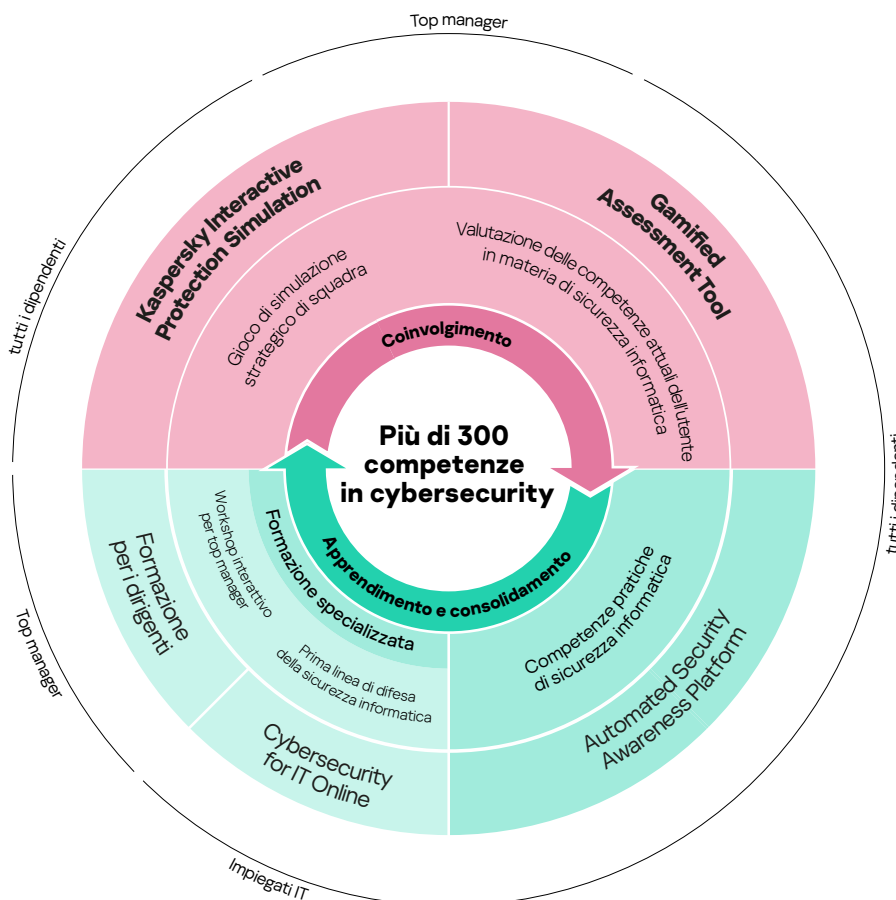 Top manager
tutti i dipendenti
Kaspersky Interactive
Protection Simulation
Gamified
Assessment Tool
Gioco di simulazione
strategico di squadra
Valutazione delle competenze attuali dell'utente
in materia di sicurezza informatica
Coinvolgimento
Più di 300
competenze
in cybersecurity
tutti i dipendenti
Apprendimento e consolidamento
Formazione specializzata
Workshop interattivo
per top manager
Prima linea di difesa
della sicurezza informatica
Formazione
per i dirigenti
Top manager
Competenze pratiche
di sicurezza informatica
Automated Security
Awareness Platform
Cybersecurity
for IT Online
Impiegati IT